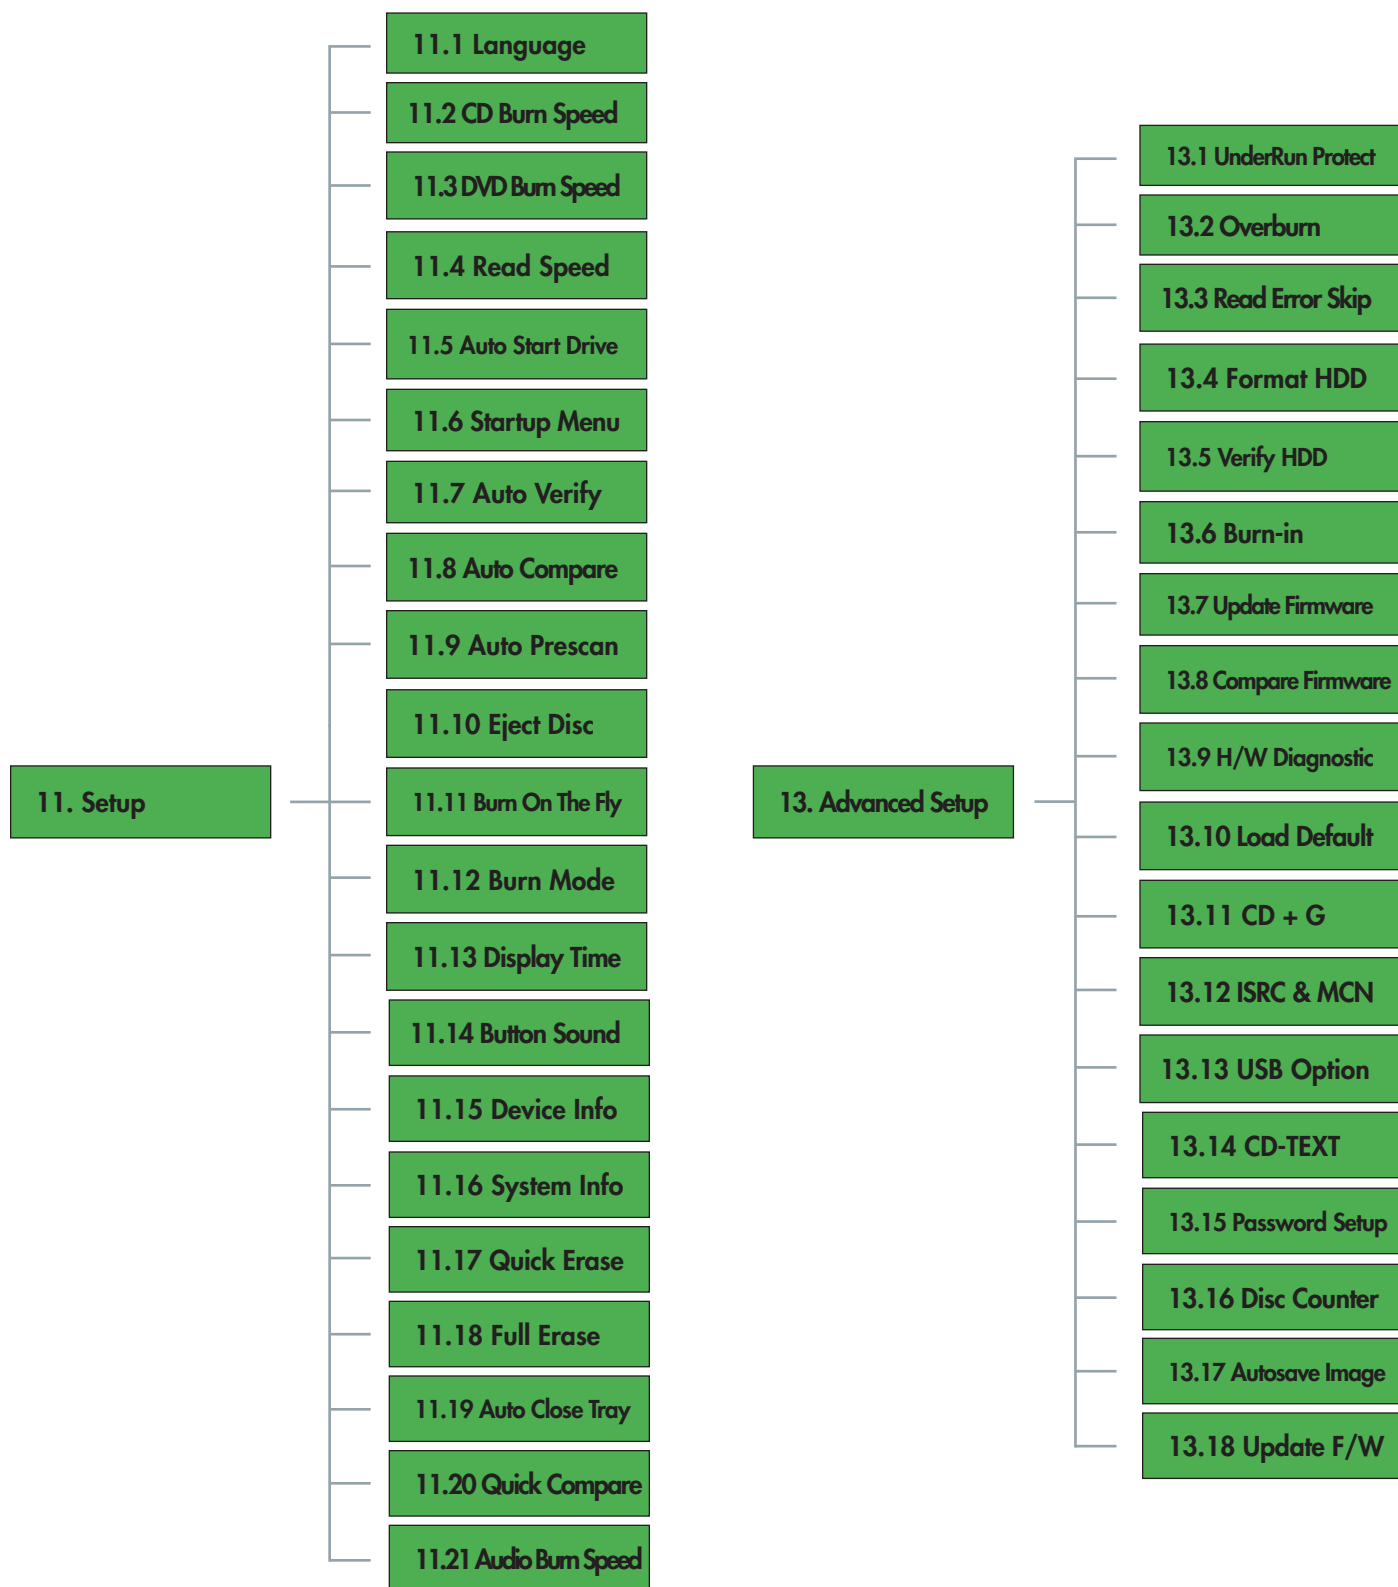 11. Setup
11.1 Language
11.2 CD Burn Speed
11.3 DVD Burn Speed
11.4 Read Speed
11.5 Auto Start Drive
11.6 Startup Menu
11.7 Auto Verify
11.8 Auto Compare
11.9 Auto Prescan
11.10 Eject Disc
11.11 Burn On The Fly
11.12 Burn Mode
11.13 Display Time
11.14 Button Sound
11.15 Device Info
11.16 System Info
11.17 Quick Erase
11.18 Full Erase
11.19 Auto Close Tray
11.20 Quick Compare
11.21 Audio Burn Speed
13. Advanced Setup
13.1 UnderRun Protect
13.2 Overburn
13.3 Read Error Skip
13.4 Format HDD
13.5 Verify HDD
13.6 Burn-in
13.7 Update Firmware
13.8 Compare Firmware
13.9 H/W Diagnostic
13.10 Load Default
13.11 CD + G
13.12 ISRC & MCN
13.13 USB Option
13.14 CD-TEXT
13.15 Password Setup
13.16 Disc Counter
13.17 Autosave Image
13.18 Update F/W